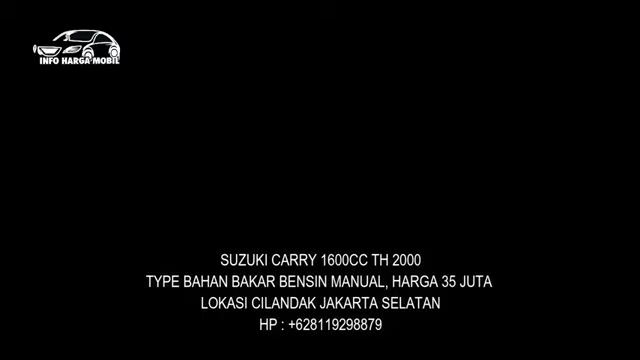 INFO HARGA MOBIL
SUZUKI CARRY 1600CC TH 2000
TYPE BAHAN BAKAR BENSIN MANUAL, HARGA 35 JUTA
LOKASI CILANDAK JAKARTA SELATAN
HP : +628119298879